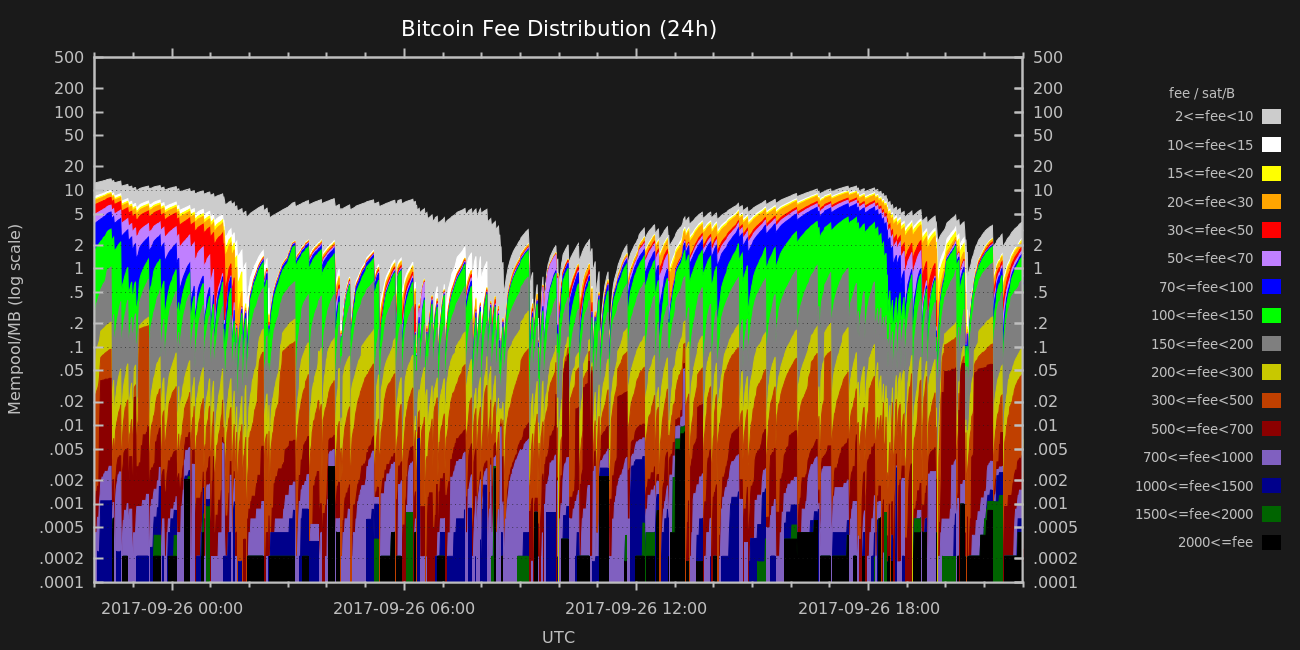 Bitcoin Fee Distribution (24h)
500
200
100
50
20
10
5
2
1
.5
.2
.1
.05
.02
.01
.005
.002
.001
.0005
.0002
.0001
Mempool/MB (log scale)
500
200
100
50
20
10
5
2
1
.5
.2
.1
.05
.02
.01
.005
.002
.001
.0005
.0002
.0001
2017-09-26 00:00
2017-09-26 06:00
2017-09-26 12:00
2017-09-26 18:00
UTC
fee / sat/B
2<=fee<10
10<=fee<15
15<=fee<20
20<=fee<30
30<=fee<50
50<=fee<70
70<=fee<100
100<=fee<150
150<=fee<200
200<=fee<300
300<=fee<500
500<=fee<700
700<=fee<1000
1000<=fee<1500
1500<=fee<2000
2000<=fee